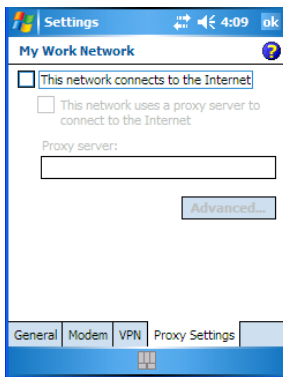 Settings 4:09 ok
My Work Network ?
This network connects to the Internet
This network uses a proxy server to
connect to the Internet
Proxy server:
Advanced...
General Modem VPN Proxy Settings